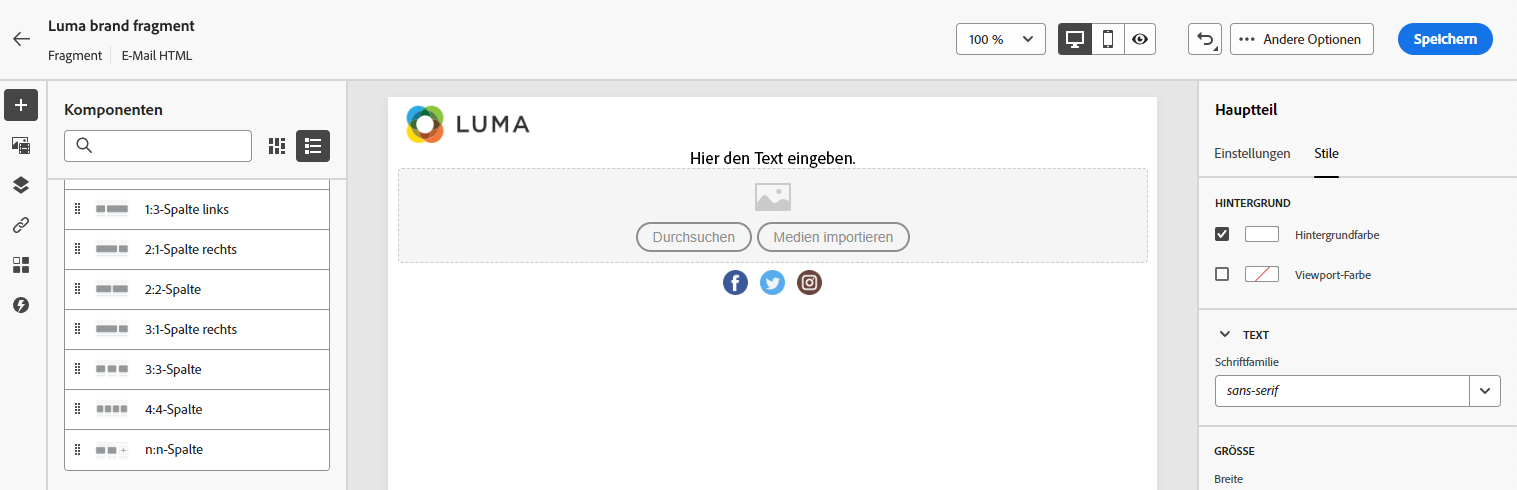 Luma brand fragment
Fragment E-Mail HTML
100 %
Andere Optionen
Speichern
Komponenten
1:3-Spalte links
2:1-Spalte rechts
2:2-Spalte
3:1-Spalte rechts
3:3-Spalte
4:4-Spalte
n:n-Spalte
LUMA
Hier den Text eingeben.
Durchsuchen Medien importieren
Hauptteil
Einstellungen Stile
HINTERGRUND
Hintergrundfarbe
Viewport-Farbe
TEXT
Schriftfamilie
sans-serif
GRÖSSE
Breite